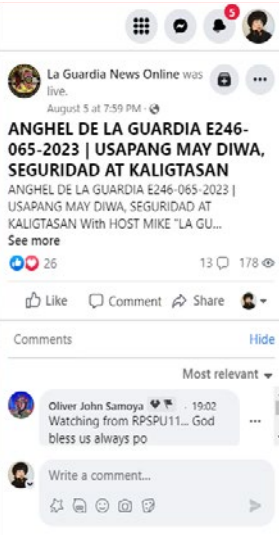 5
La Guardia News Online was
live.
August 5 at 7:59 PM ·
ANGHEL DE LA GUARDIA E246-
065-2023 | USAPANG MAY DIWA,
SEGURIDAD AT KALIGTASAN
ANGHEL DE LA GUARDIA E246-065-2023 |
USAPANG MAY DIWA, SEGURIDAD AT
KALIGTASAN With HOST MIKE "LA GU...
See more
26 13 178
Like Comment Share
Comments Hide
Most relevant
Oliver John Samoya · 19:02
Watching from RPSPU11... God
bless us always po
Write a comment...